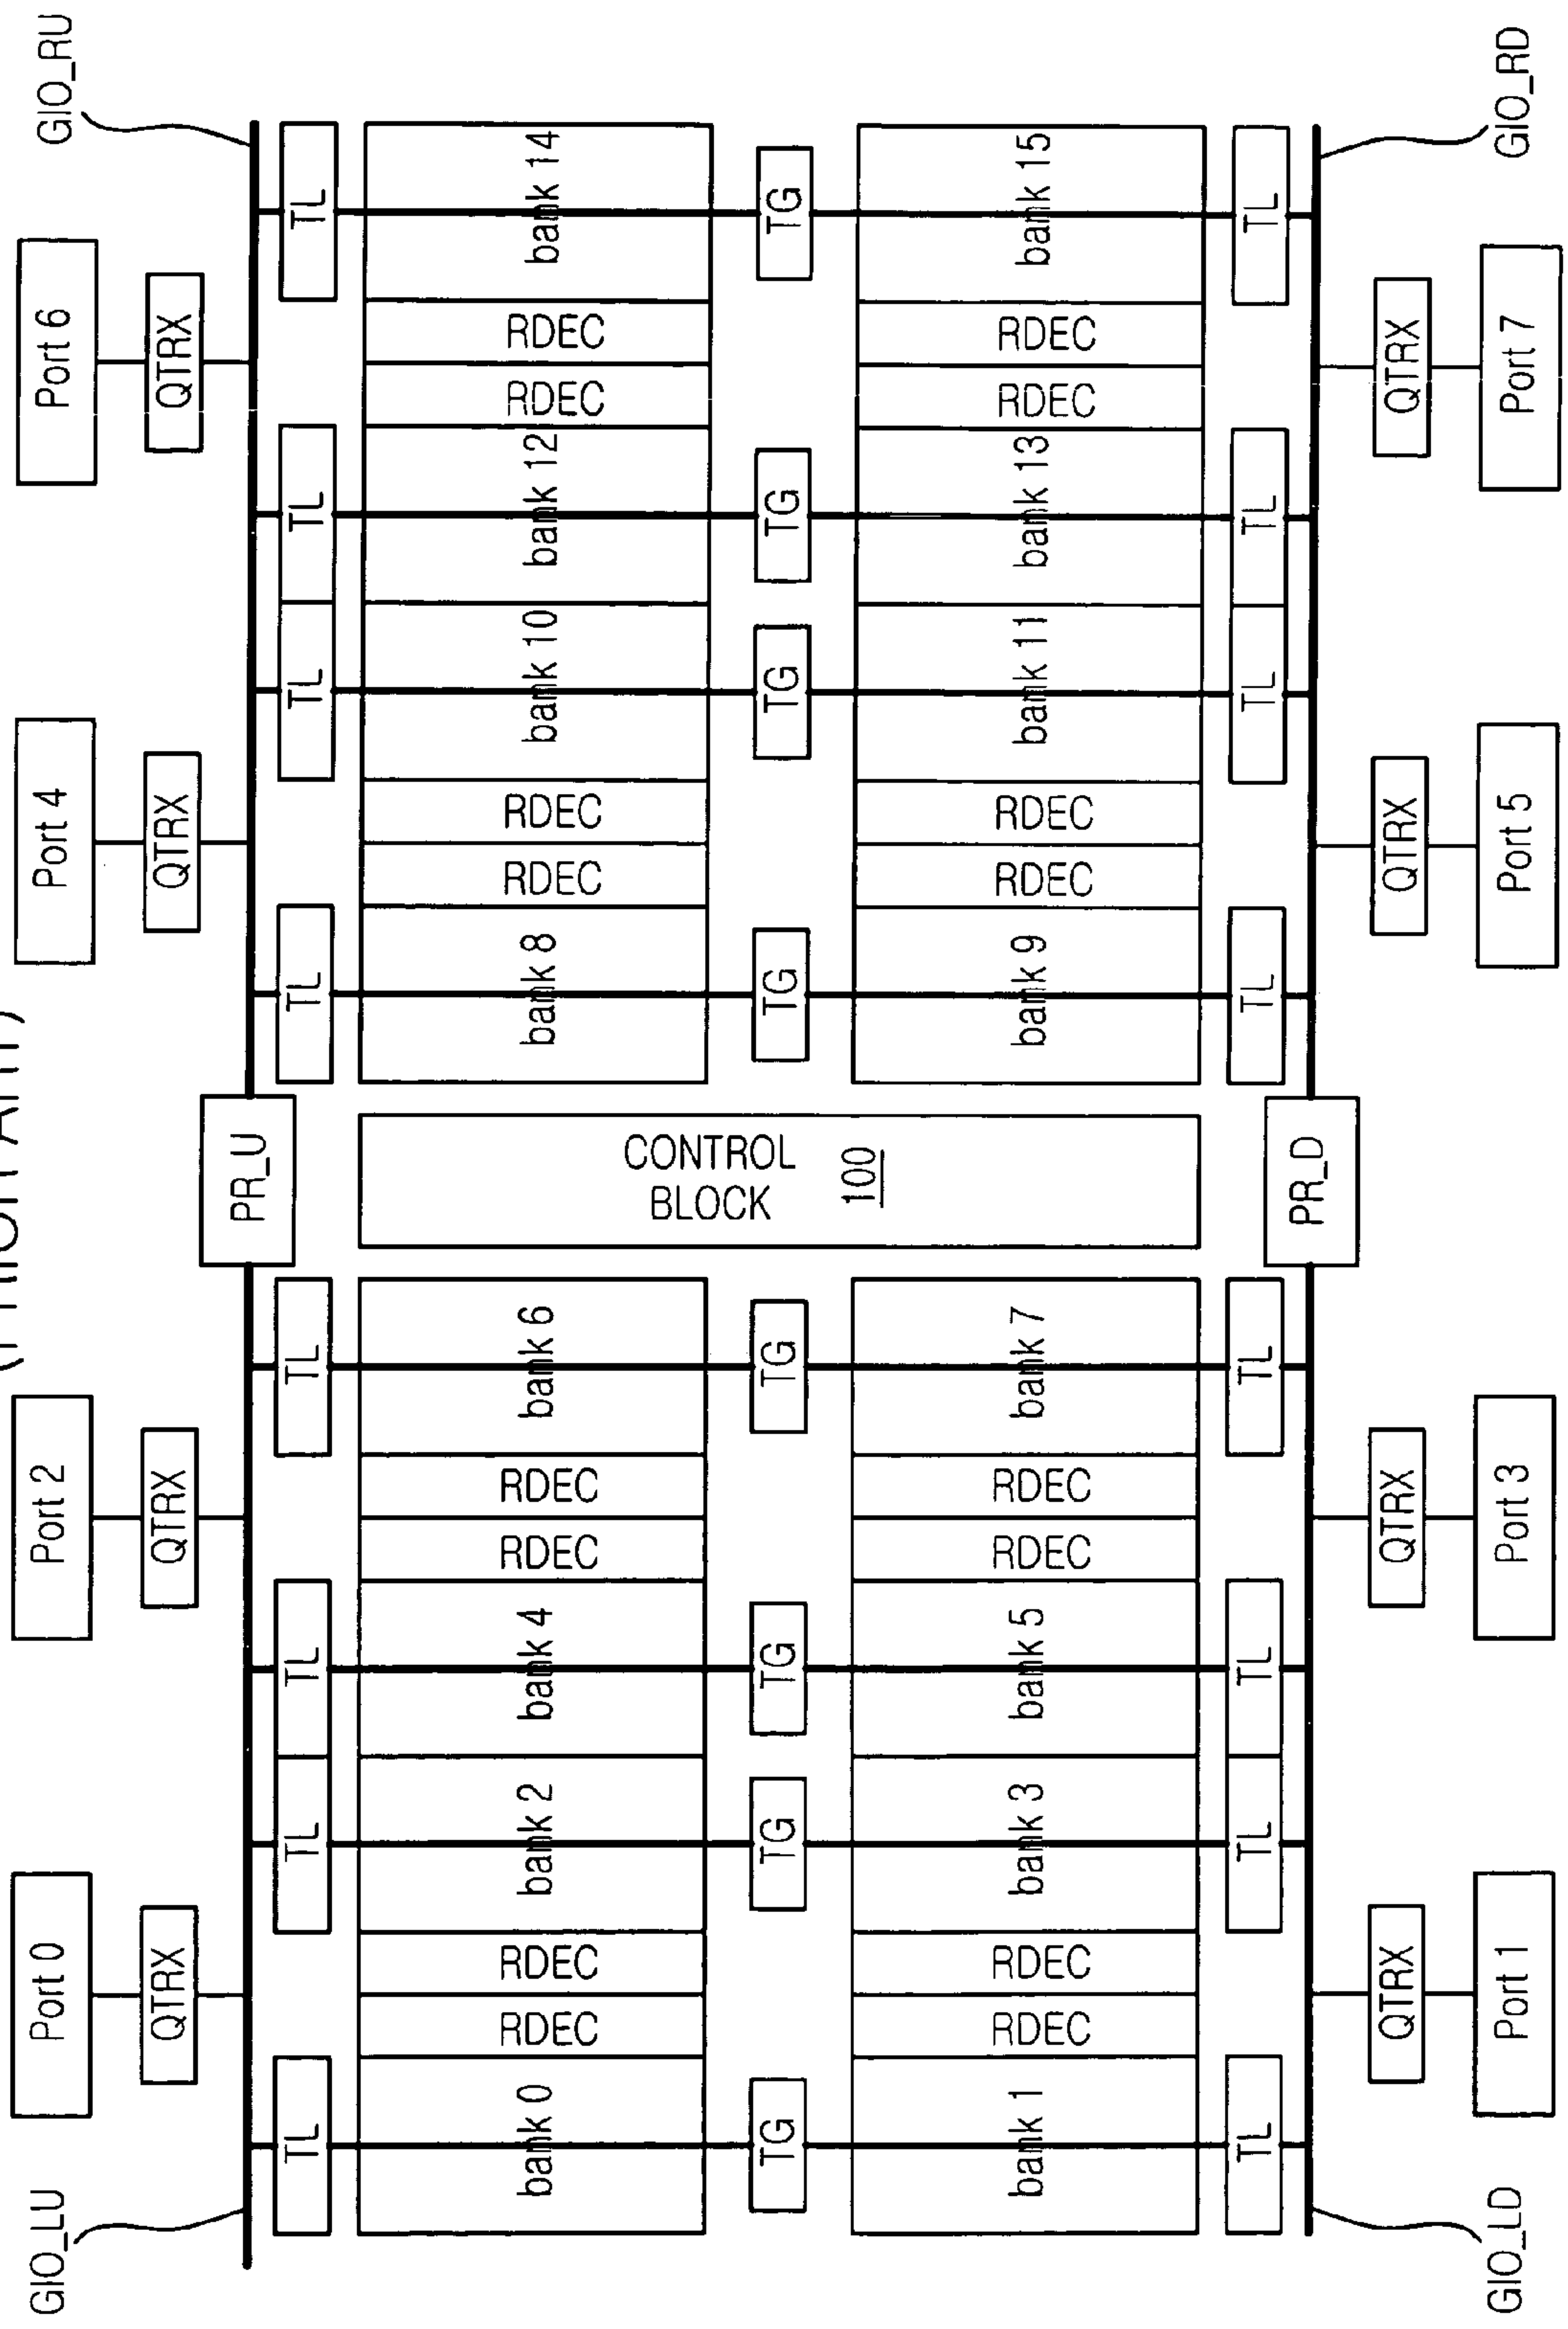 (PRIOR ART)
GIO_LU
Port 0
Port 2
Port 4
Port 6
GIO_RU
QTRX
QTRX
QTRX
QTRX
PR_U
TL
TL
TL
TL
TL
TL
TL
TL
bank 0
RDEC
RDEC
bank 2
bank 4
RDEC
RDEC
bank 6
CONTROL
BLOCK
100
bank 8
RDEC
RDEC
bank 10
bank 12
RDEC
RDEC
bank 14
TG
TG
TG
TG
TG
TG
TG
TG
bank 1
RDEC
RDEC
bank 3
bank 5
RDEC
RDEC
bank 7
bank 9
RDEC
RDEC
bank 11
bank 13
RDEC
RDEC
bank 15
TL
TL
TL
TL
TL
TL
TL
TL
PR_D
QTRX
QTRX
QTRX
QTRX
GIO_LD
Port 1
Port 3
Port 5
Port 7
GIO_RD